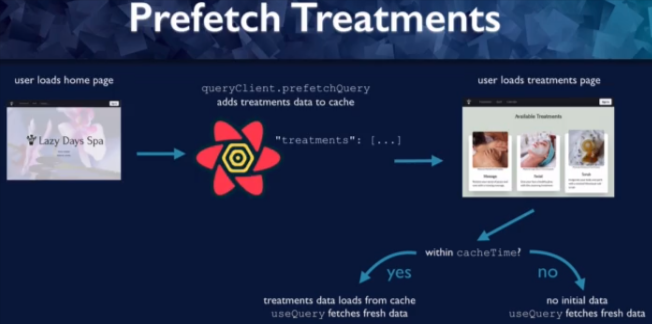 Prefetch Treatments
user loads home page
queryClient.prefetchQuery
adds treatments data to cache
user loads treatments page
Lazy Days Spa
"treatments": [...]
Available Treatments
Massage
Facial
within cacheTime?
yes
no
treatments data loads from cache
useQuery fetches fresh data
no initial data
useQuery fetches fresh data